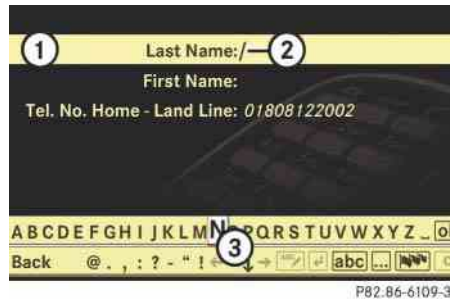 1 Last Name:/ 2
First Name:
Tel. No. Home - Land Line: 01808122002
A B C D E F G H I J K L M N P Q R S T U V W X Y Z _ o
3
Back @ . , : ? - " ! ← ↓ → abc ...
P82.86-6109-3